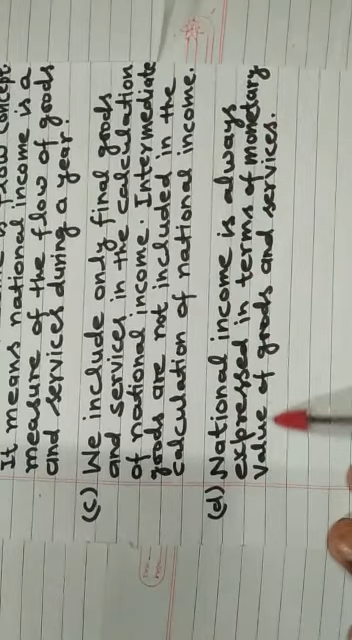 flow concept
It means national income is a
measure of the flow of goods
and services during a year.
(c) We include only final goods
and services in the calculation
of national income. Intermediate
goods are not included in the
calculation of national income.
(d) National income is always
expressed in terms of monetary
value of goods and services.